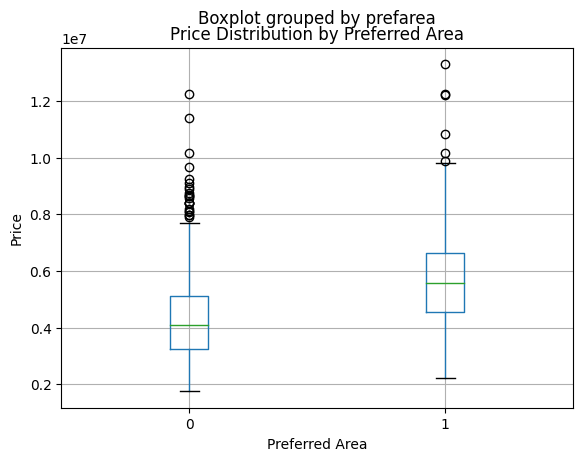 Boxplot grouped by prefarea
Price Distribution by Preferred Area
1e7
1.2
1.0
0.8
0.6
0.4
0.2
Price
0 1
Preferred Area